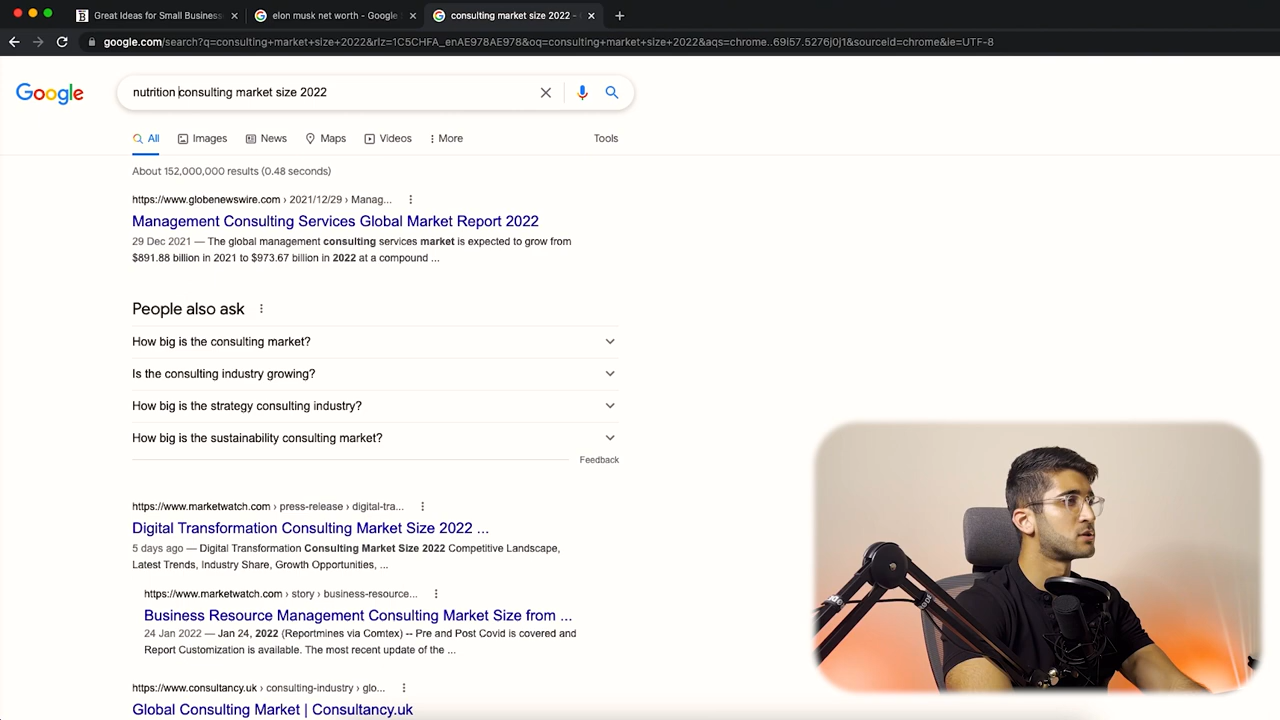 Great Ideas for Small Business
elon musk net worth - Google
consulting market size 2022 -
google.com/search?q=consulting+market+size+2022&rlz=1C5CHFA_enAE978AE978&oq=consulting+market+size+2022&aqs=chrome..69i57.5276j0j1&sourceid=chrome&ie=UTF-8
Google
nutrition consulting market size 2022
All
Images
News
Maps
Videos
More
Tools
About 152,000,000 results (0.48 seconds)
https://www.globenewswire.com › 2021/12/29 › Manag...
Management Consulting Services Global Market Report 2022
29 Dec 2021 — The global management consulting services market is expected to grow from
$891.88 billion in 2021 to $973.67 billion in 2022 at a compound ...
People also ask
How big is the consulting market?
Is the consulting industry growing?
How big is the strategy consulting industry?
How big is the sustainability consulting market?
Feedback
https://www.marketwatch.com › press-release › digital-tra...
Digital Transformation Consulting Market Size 2022 ...
5 days ago — Digital Transformation Consulting Market Size 2022 Competitive Landscape,
Latest Trends, Industry Share, Growth Opportunities, ...
https://www.marketwatch.com › story › business-resource...
Business Resource Management Consulting Market Size from ...
24 Jan 2022 — Jan 24, 2022 (Reportmines via Comtex) -- Pre and Post Covid is covered and
Report Customization is available. The most recent update of the ...
https://www.consultancy.uk › consulting-industry › glo...
Global Consulting Market | Consultancy.uk